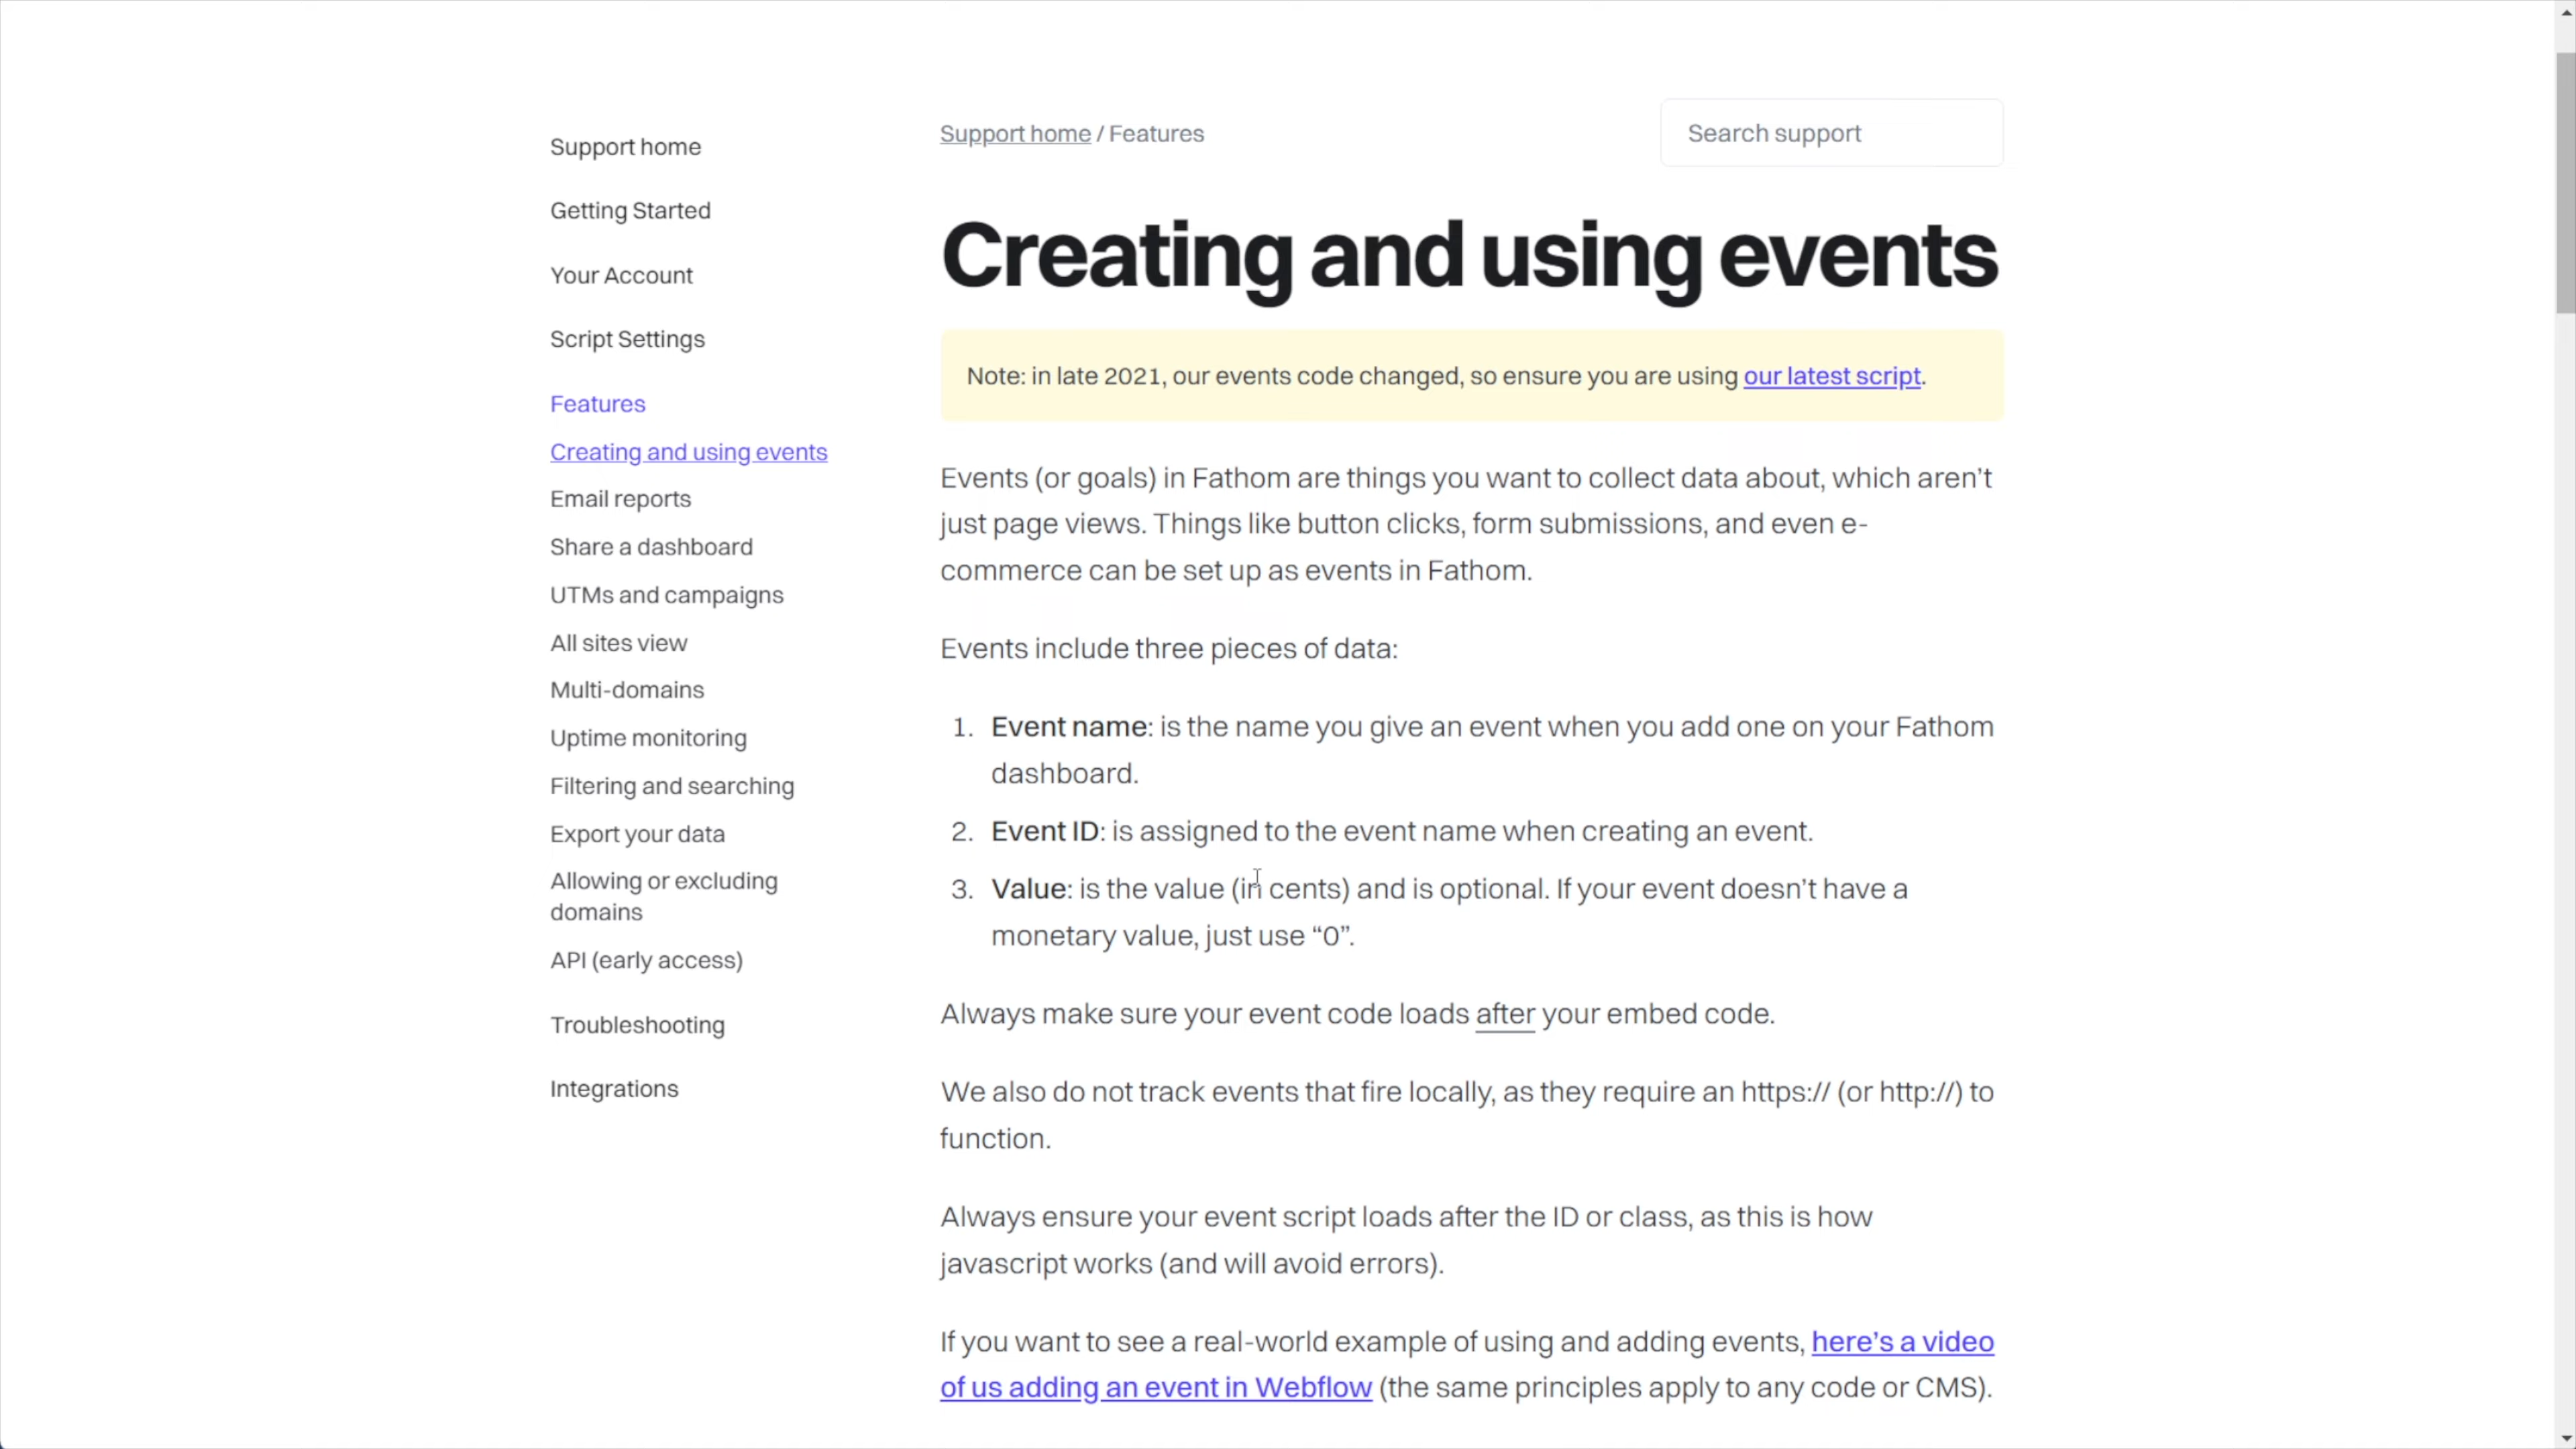 Support home
Getting Started
Your Account
Script Settings
Features
Creating and using events
Email reports
Share a dashboard
UTMs and campaigns
All sites view
Multi-domains
Uptime monitoring
Filtering and searching
Export your data
Allowing or excluding
domains
API (early access)
Troubleshooting
Integrations
Support home / Features
Search support
Creating and using events
Note: in late 2021, our events code changed, so ensure you are using our latest script.
Events (or goals) in Fathom are things you want to collect data about, which aren’t
just page views. Things like button clicks, form submissions, and even e-
commerce can be set up as events in Fathom.
Events include three pieces of data:
1. Event name: is the name you give an event when you add one on your Fathom
dashboard.
2. Event ID: is assigned to the event name when creating an event.
3. Value: is the value (in cents) and is optional. If your event doesn’t have a
monetary value, just use “0”.
Always make sure your event code loads after your embed code.
We also do not track events that fire locally, as they require an https:// (or http://) to
function.
Always ensure your event script loads after the ID or class, as this is how
javascript works (and will avoid errors).
If you want to see a real-world example of using and adding events, here’s a video
of us adding an event in Webflow (the same principles apply to any code or CMS).